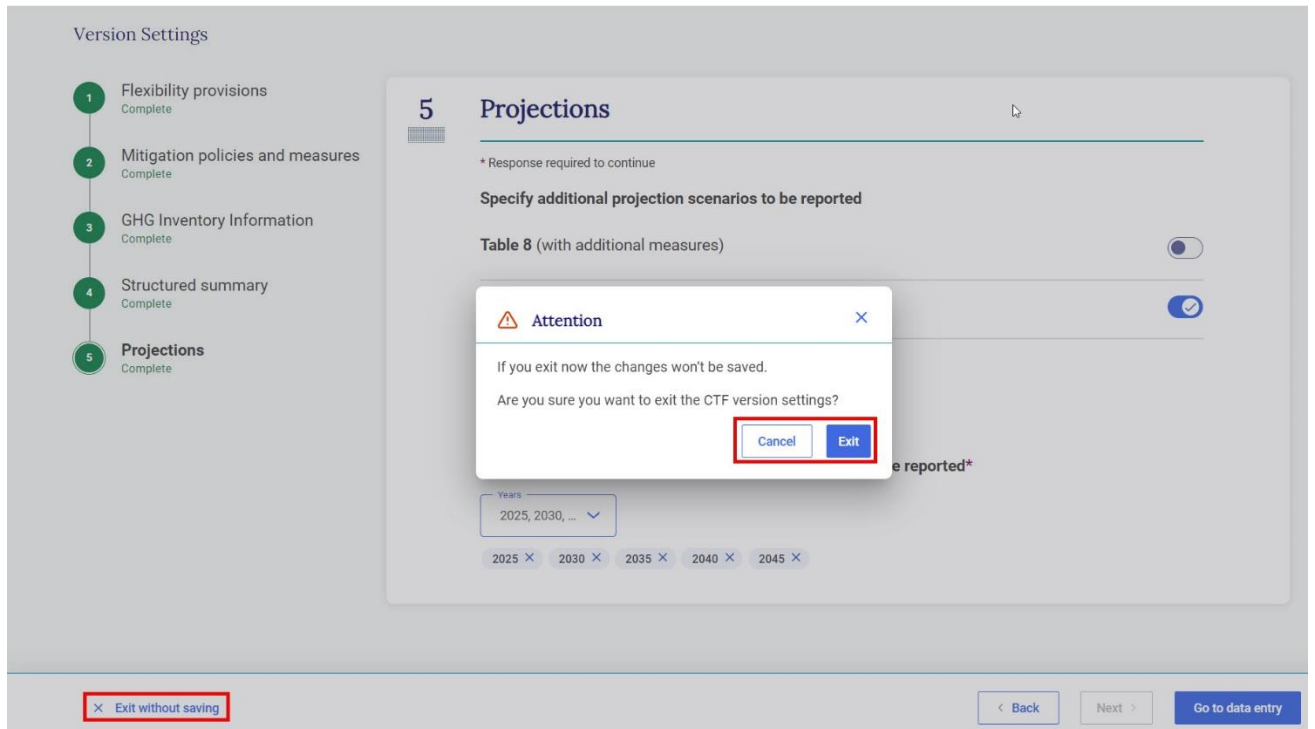 Version Settings
1
Flexibility provisions
Complete
2
Mitigation policies and measures
Complete
3
GHG Inventory Information
Complete
4
Structured summary
Complete
5
Projections
Complete
5
Projections
* Response required to continue
Specify additional projection scenarios to be reported
Table 8 (with additional measures)
Attention
If you exit now the changes won't be saved.
Are you sure you want to exit the CTF version settings?
Cancel Exit
e reported*
Years
2025, 2030, ...
2025 × 2030 × 2035 × 2040 × 2045 ×
× Exit without saving
< Back Next > Go to data entry